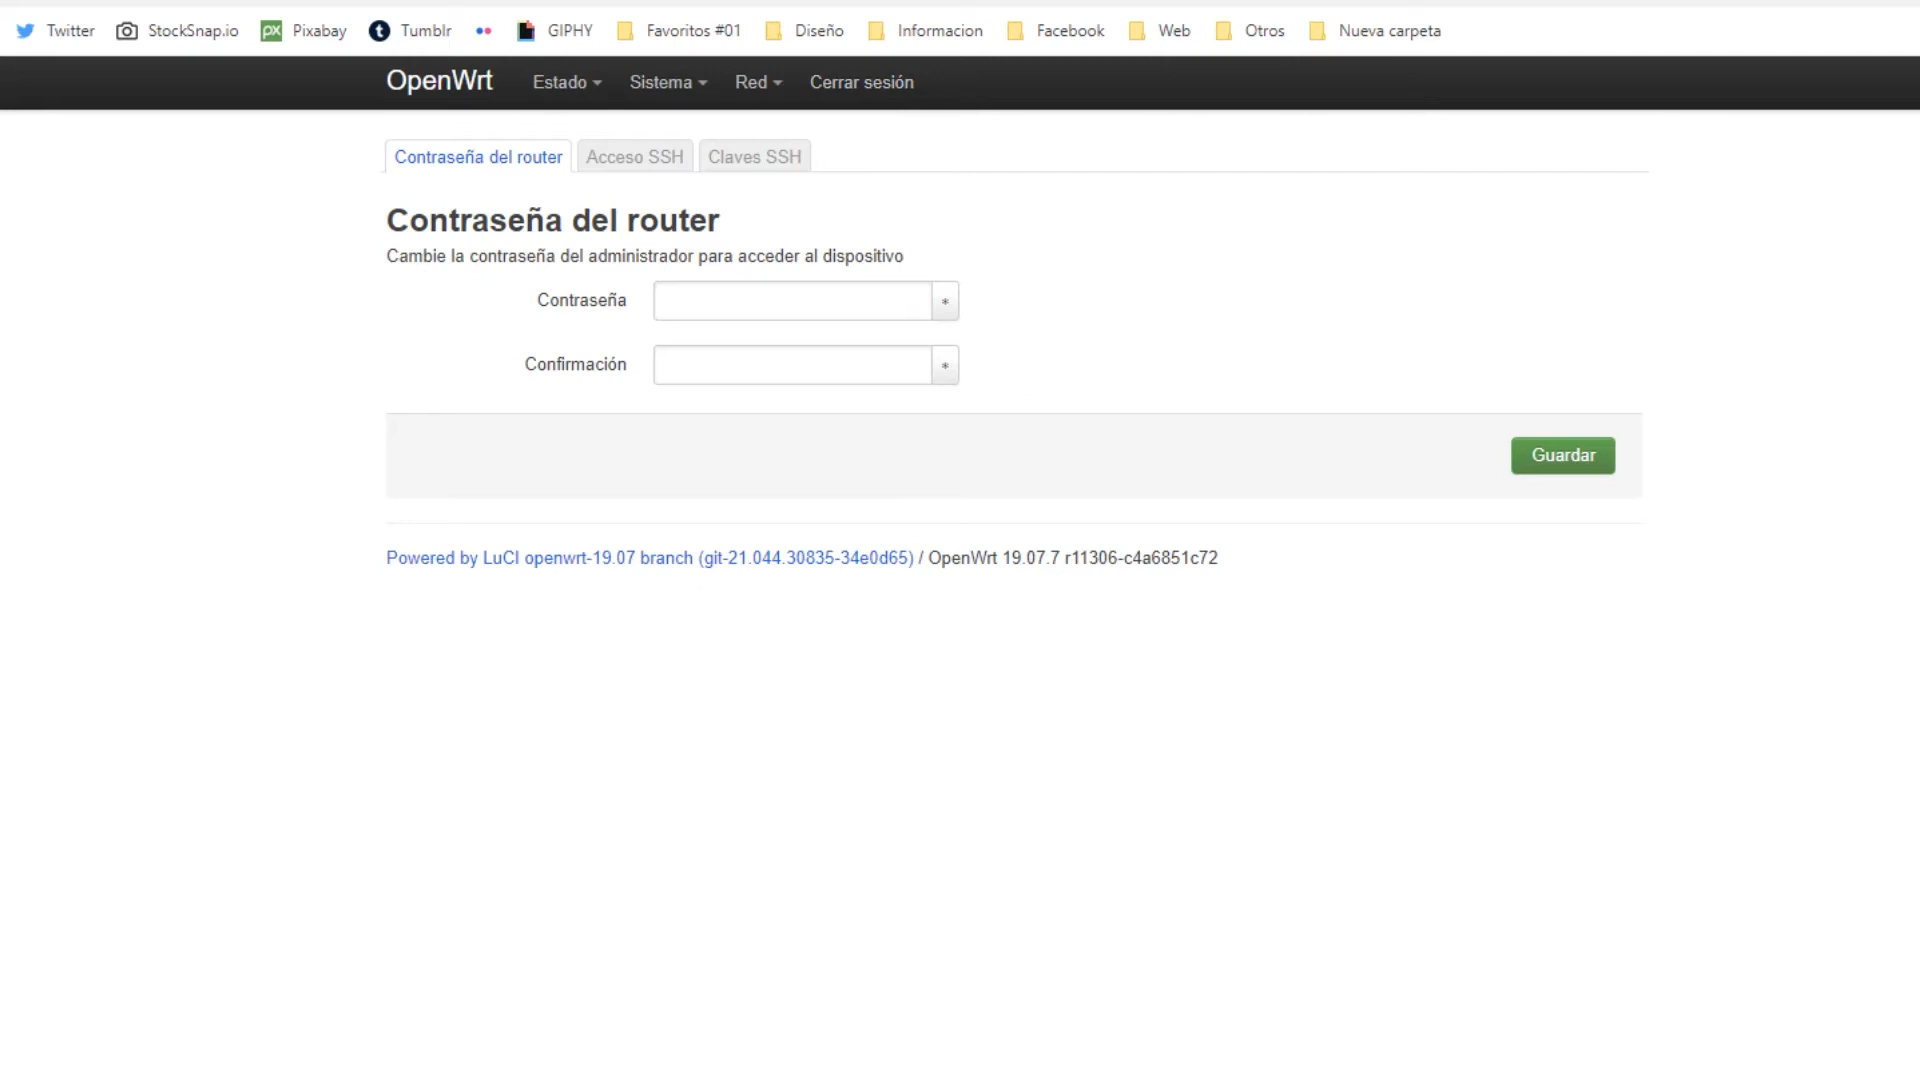 Twitter StockSnap.io Pixabay Tumblr GIPHY Favoritos #01 Diseño Informacion Facebook Web Otros Nueva carpeta
OpenWrt Estado Sistema Red Cerrar sesión
Contraseña del router Acceso SSH Claves SSH
Contraseña del router
Cambie la contraseña del administrador para acceder al dispositivo
Contraseña *
Confirmación *
Guardar
Powered by LuCI openwrt-19.07 branch (git-21.044.30835-34e0d65) / OpenWrt 19.07.7 r11306-c4a6851c72